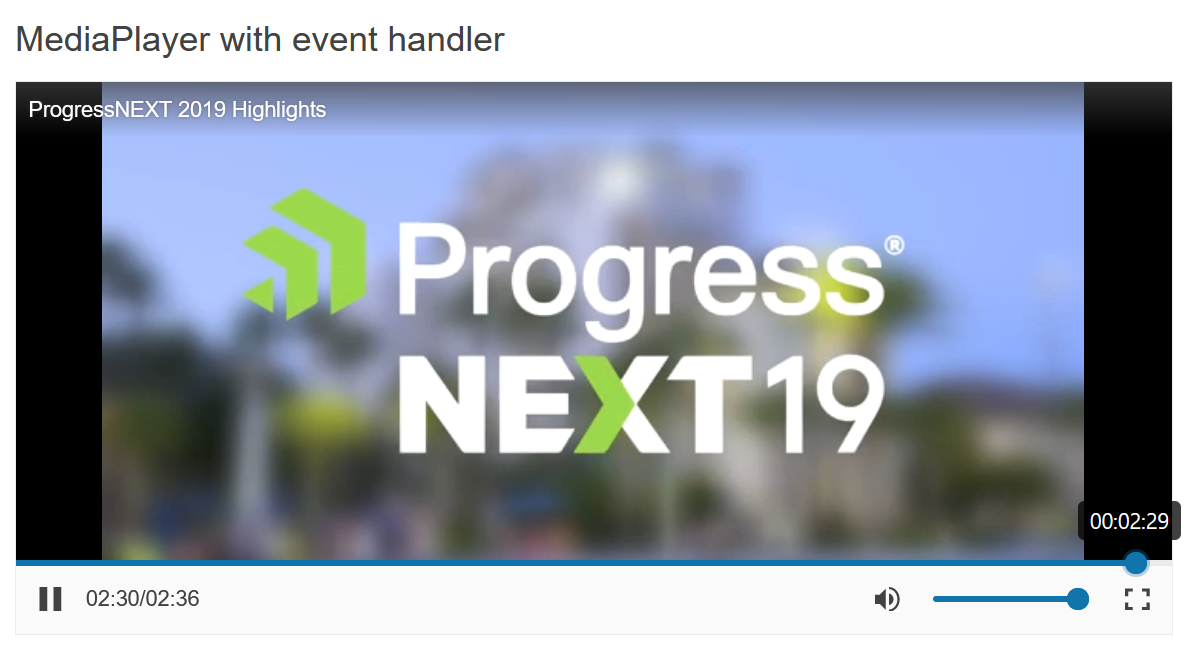 MediaPlayer with event handler
ProgressNEXT 2019 Highlights
Progress®
NEXT19
00:02:29
02:30/02:36